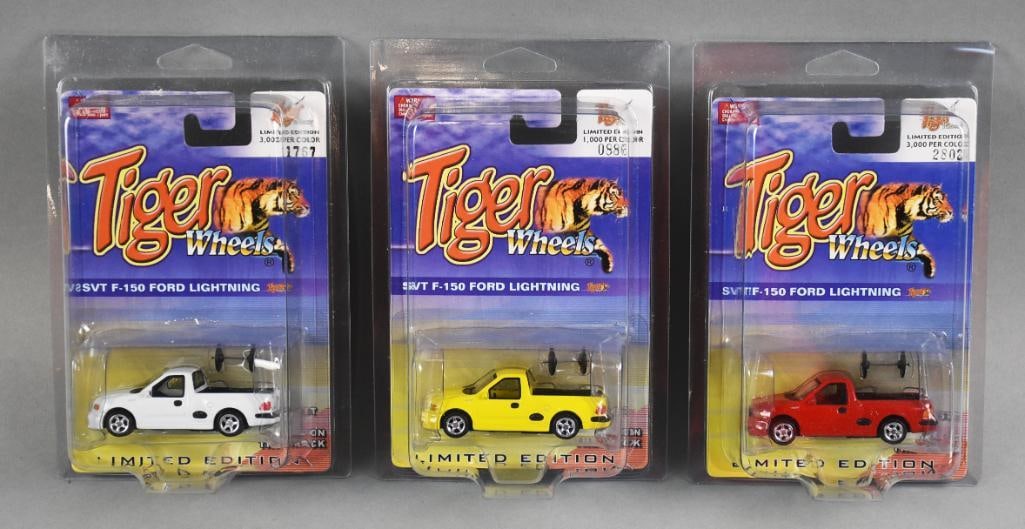 LIMITED EDITION
3,000 PER COLOR
1767
Tiger
Wheels
®
SVT F-150 FORD LIGHTNING
LIMITED EDITION
LIMITED EDITION
1,000 PER COLOR
0886
Tiger
Wheels
®
SVT F-150 FORD LIGHTNING
LIMITED EDITION
LIMITED EDITION
3,000 PER COLOR
2802
Tiger
Wheels
®
SVT F-150 FORD LIGHTNING
LIMITED EDITION